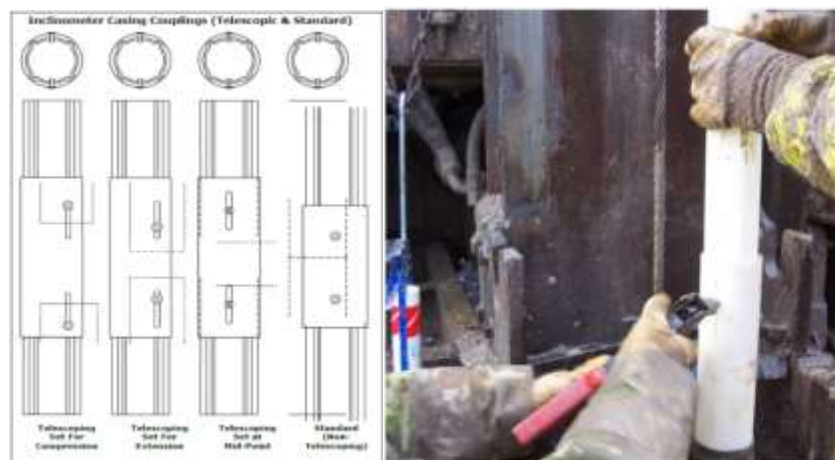 Inclinometer Casing Couplings (Telescopic & Standard)
Telescoping
Set For
Compression
Telescoping
Set For
Extension
Telescoping
Set at
Mid-Point
Standard
(Non-
Telescoping)